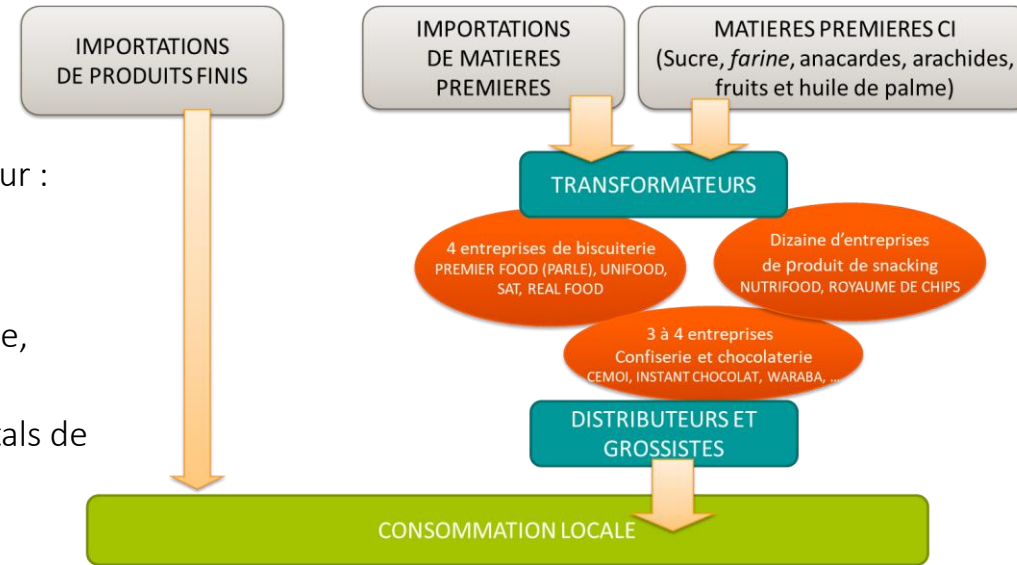 IMPORTATIONS
DE PRODUITS FINIS
IMPORTATIONS
DE MATIERES
PREMIERES
MATIERES PREMIERES CI
(Sucre, farine, anacardes, arachides,
fruits et huile de palme)
ur :
e,
tals de
TRANSFORMATEURS
4 entreprises de biscuiterie
PREMIER FOOD (PARLE), UNIFOOD,
SAT, REAL FOOD
Dizaine d'entreprises
de produit de snacking
NUTRIFOOD, ROYAUME DE CHIPS
3 à 4 entreprises
Confiserie et chocolaterie
CEMOI, INSTANT CHOCOLAT, WARABA, ...
DISTRIBUTEURS ET
GROSSISTES
CONSOMMATION LOCALE